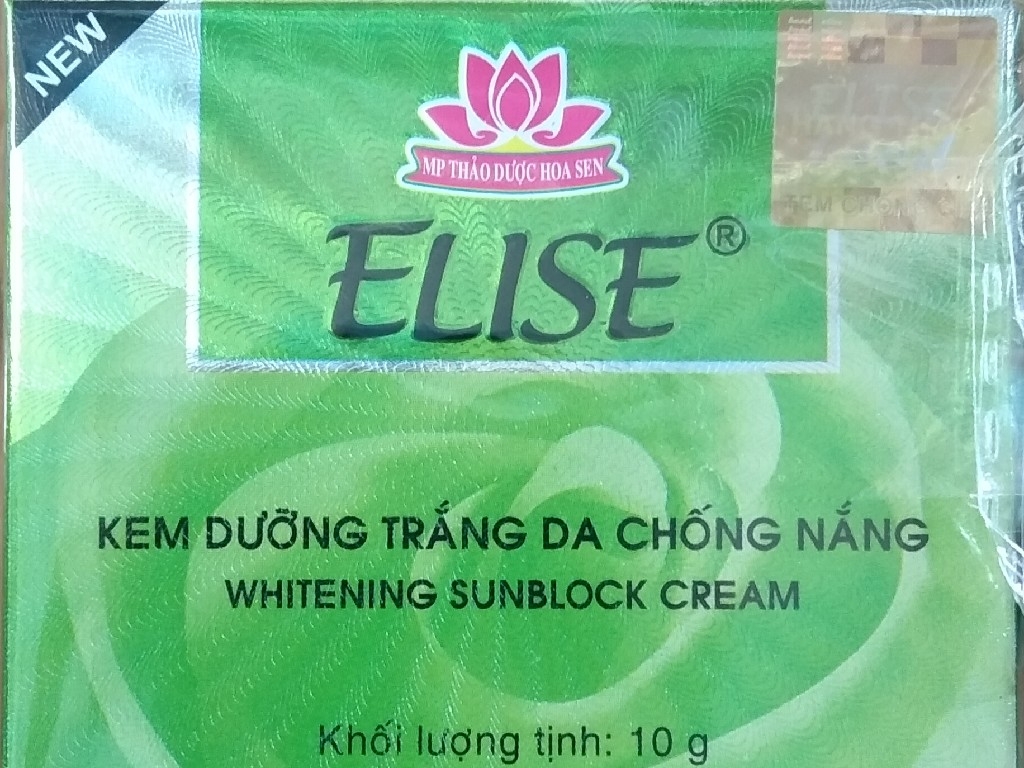 NEW
MP THẢO DƯỢC HOA SEN
ELISE®
KEM DƯỠNG TRẮNG DA CHỐNG NẮNG
WHITENING SUNBLOCK CREAM
Khối lượng tịnh: 10 g